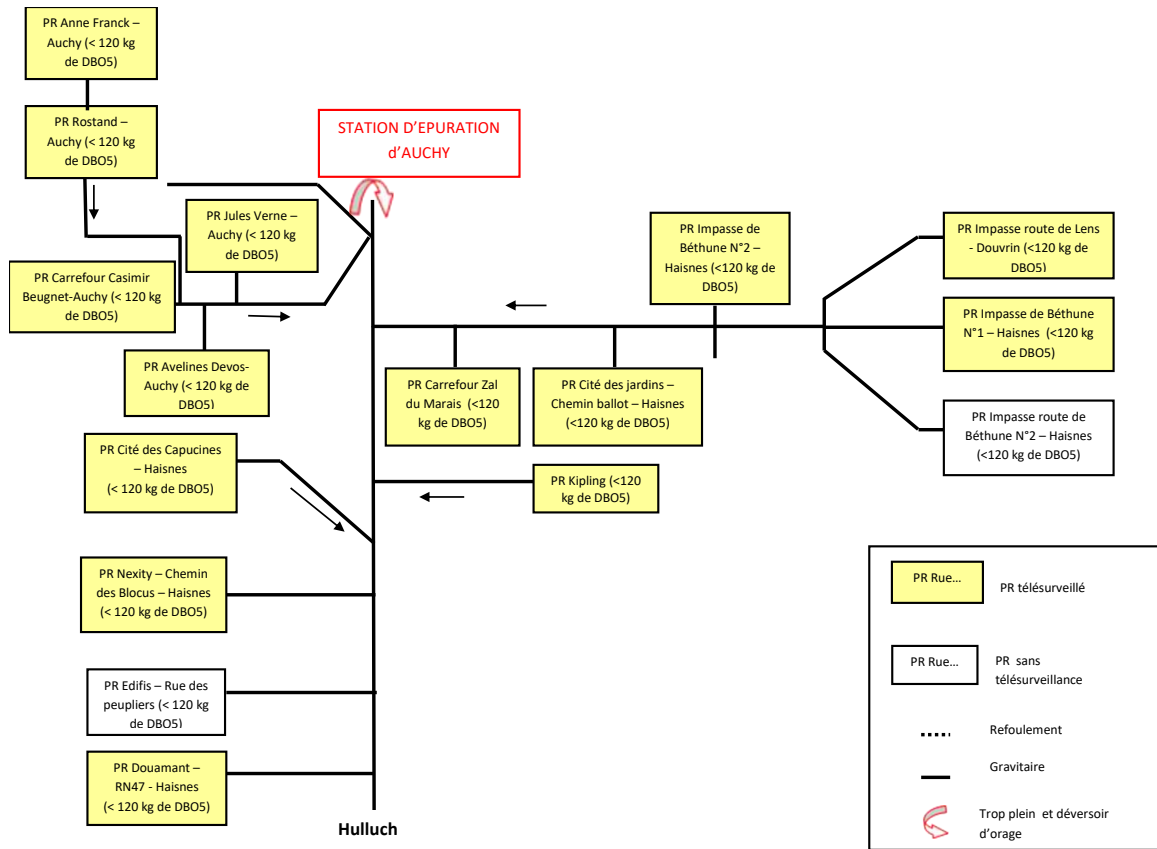 PR Anne Franck –
Auchy (< 120 kg
de DBO5)
PR Rostand –
Auchy (< 120 kg
de DBO5)
STATION D'EPURATION
d'AUCHY
PR Jules Verne –
Auchy (< 120 kg
de DBO5)
PR Carrefour Casimir
Beugnet-Auchy (< 120 kg
de DBO5)
PR Avelines Devos-
Auchy (< 120 kg de
DBO5)
PR Impasse de
Béthune N°2 –
Haisnes (<120 kg de
DBO5)
PR Impasse route de Lens
- Douvrin (<120 kg de
DBO5)
PR Impasse de Béthune
N°1 – Haisnes (<120 kg
de DBO5)
PR Impasse route de
Béthune N°2 – Haisnes
(<120 kg de DBO5)
PR Carrefour Zal
du Marais (<120
kg de DBO5)
PR Cité des jardins –
Chemin ballot – Haisnes
(<120 kg de DBO5)
PR Cité des Capucines
– Haisnes
(< 120 kg de DBO5)
PR Kipling (<120
kg de DBO5)
PR Nexity – Chemin
des Blocus – Haisnes
(< 120 kg de DBO5)
PR Edifis – Rue des
peupliers (< 120 kg
de DBO5)
PR Douamant –
RN47 - Haisnes
(< 120 kg de DBO5)
Hulluch
PR Rue...
PR télésurveillé
PR Rue...
PR sans
télésurveillance
Refoulement
Gravitaire
Trop plein et déversoir
d'orage